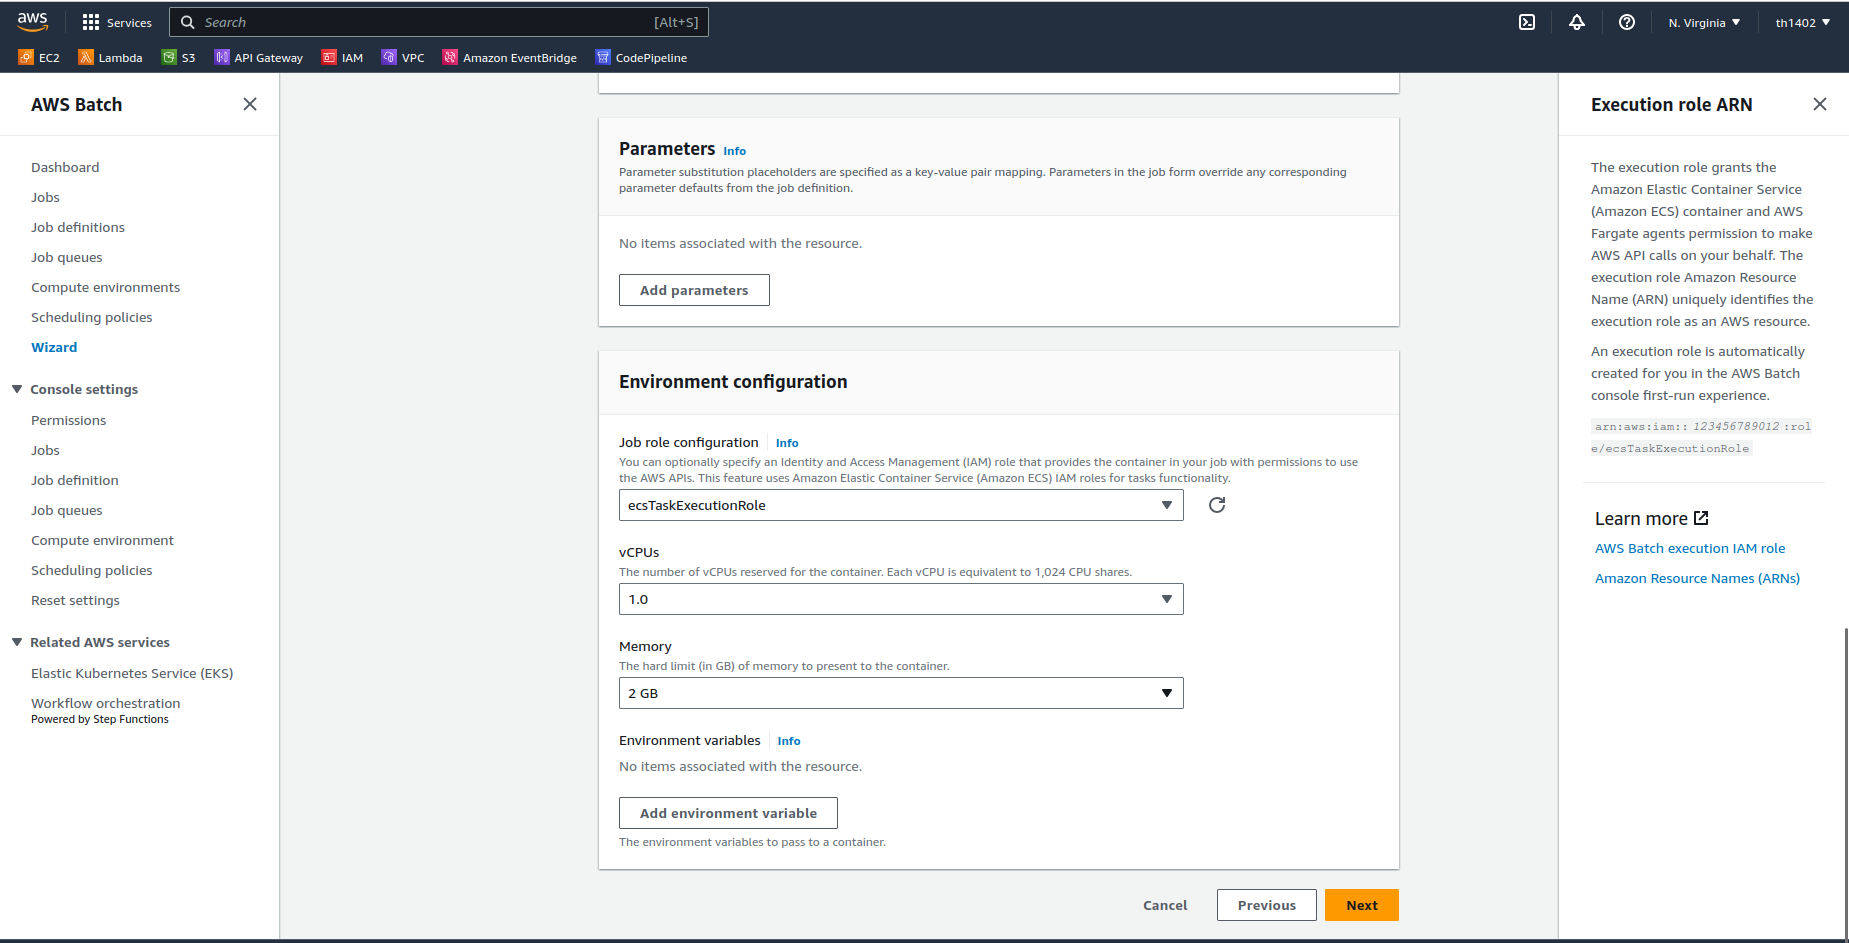 aws
Services
Search
[Alt+S]
N. Virginia
th1402
EC2
Lambda
S3
API Gateway
IAM
VPC
Amazon EventBridge
CodePipeline
AWS Batch
Dashboard
Jobs
Job definitions
Job queues
Compute environments
Scheduling policies
Wizard
Console settings
Permissions
Jobs
Job definition
Job queues
Compute environment
Scheduling policies
Reset settings
Related AWS services
Elastic Kubernetes Service (EKS)
Workflow orchestration
Powered by Step Functions
Parameters Info
Parameter substitution placeholders are specified as a key-value pair mapping. Parameters in the job form override any corresponding
parameter defaults from the job definition.
No items associated with the resource.
Add parameters
Environment configuration
Job role configuration Info
You can optionally specify an Identity and Access Management (IAM) role that provides the container in your job with permissions to use
the AWS APIs. This feature uses Amazon Elastic Container Service (Amazon ECS) IAM roles for tasks functionality.
ecsTaskExecutionRole
vCPUs
The number of vCPUs reserved for the container. Each vCPU is equivalent to 1,024 CPU shares.
1.0
Memory
The hard limit (in GB) of memory to present to the container.
2 GB
Environment variables Info
No items associated with the resource.
Add environment variable
The environment variables to pass to a container.
Cancel
Previous
Next
Execution role ARN
The execution role grants the
Amazon Elastic Container Service
(Amazon ECS) container and AWS
Fargate agents permission to make
AWS API calls on your behalf. The
execution role Amazon Resource
Name (ARN) uniquely identifies the
execution role as an AWS resource.
An execution role is automatically
created for you in the AWS Batch
console first-run experience.
arn:aws:iam::123456789012:rol
e/ecsTaskExecutionRole
Learn more
AWS Batch execution IAM role
Amazon Resource Names (ARNs)